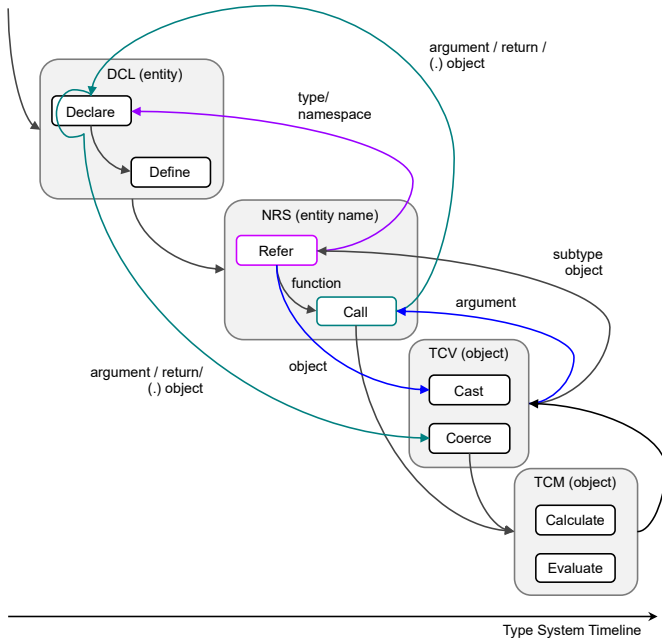 argument / return /
(.) object
DCL (entity)
Declare
type/
namespace
Define
NRS (entity name)
Refer
subtype
object
function
Call
argument
TCV (object)
object
argument / return/
(.) object
Cast
Coerce
TCM (object)
Calculate
Evaluate
Type System Timeline